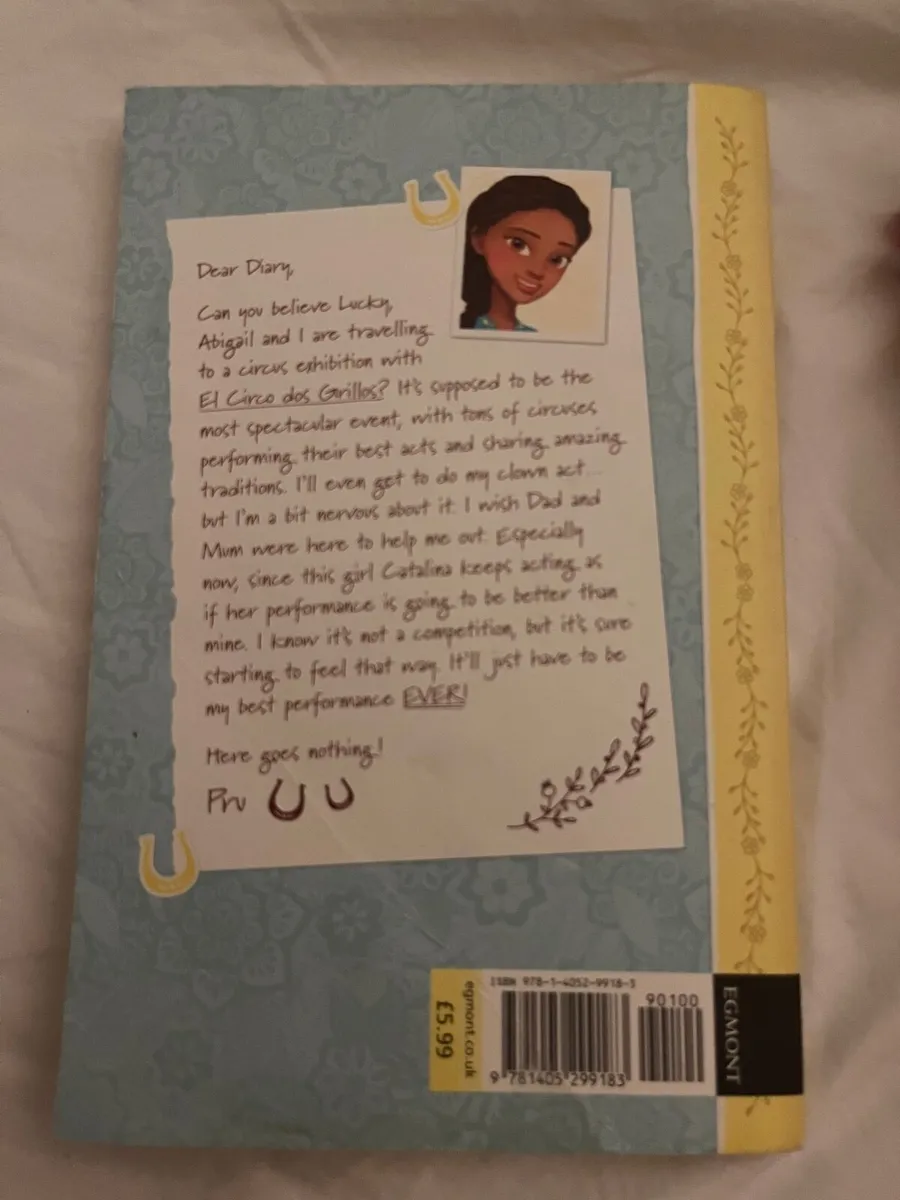 Dear Diary,
Can you believe Lucky,
Abigail and I are travelling
to a circus exhibition with
El Circo dos Grillos? It's supposed to be the
most spectacular event, with tons of circuses
performing their best acts and sharing amazing
traditions. I'll even get to do my clown act...
but I'm a bit nervous about it. I wish Dad and
Mum were here to help me out. Especially
now, since this girl Catalina keeps acting as
if her performance is going to be better than
mine. I know it's not a competition, but it's sure
starting to feel that way. It'll just have to be
my best performance EVER!
Here goes nothing!
Pru
egmont.co.uk
£5.99
ISBN 978-1-4052-9918-3
90100
9 781405 299183
EGMONT